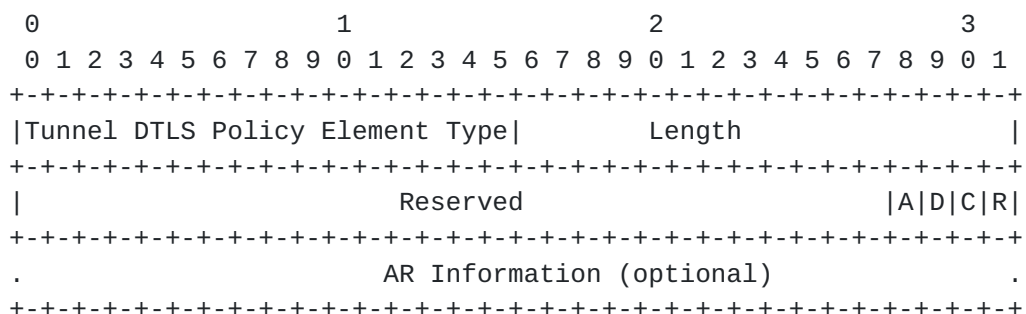 0                   1                   2                   3
 0 1 2 3 4 5 6 7 8 9 0 1 2 3 4 5 6 7 8 9 0 1 2 3 4 5 6 7 8 9 0 1
+-+-+-+-+-+-+-+-+-+-+-+-+-+-+-+-+-+-+-+-+-+-+-+-+-+-+-+-+-+-+-+-+
|Tunnel DTLS Policy Element Type|        Length                 |
+-+-+-+-+-+-+-+-+-+-+-+-+-+-+-+-+-+-+-+-+-+-+-+-+-+-+-+-+-+-+-+-+
|                        Reserved                       |A|D|C|R|
+-+-+-+-+-+-+-+-+-+-+-+-+-+-+-+-+-+-+-+-+-+-+-+-+-+-+-+-+-+-+-+-+
.                       AR Information (optional)               .
+-+-+-+-+-+-+-+-+-+-+-+-+-+-+-+-+-+-+-+-+-+-+-+-+-+-+-+-+-+-+-+-+